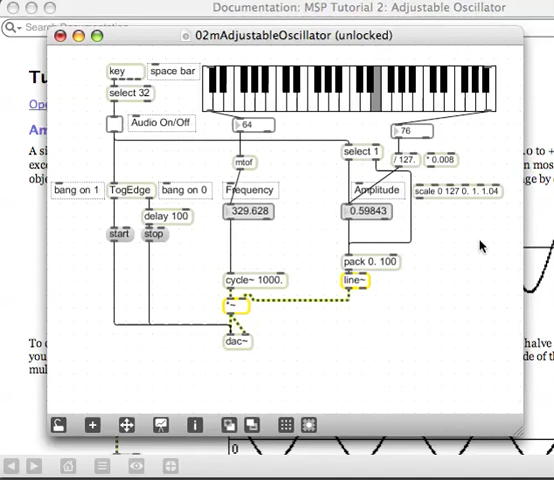 Documentation: MSP Tutorial 2: Adjustable Oscillator
Search Documentation
02mAdjustableOscillator (unlocked)
key
space bar
select 32
Audio On/Off
64
76
mtof
select 1
/ 127.
* 0.008
bang on 1
TogEdge
bang on 0
Frequency
Amplitude
scale 0 127 0. 1. 1.04
delay 100
329.628
0.59843
start
stop
pack 0. 100
cycle~ 1000.
line~
*~
dac~
0